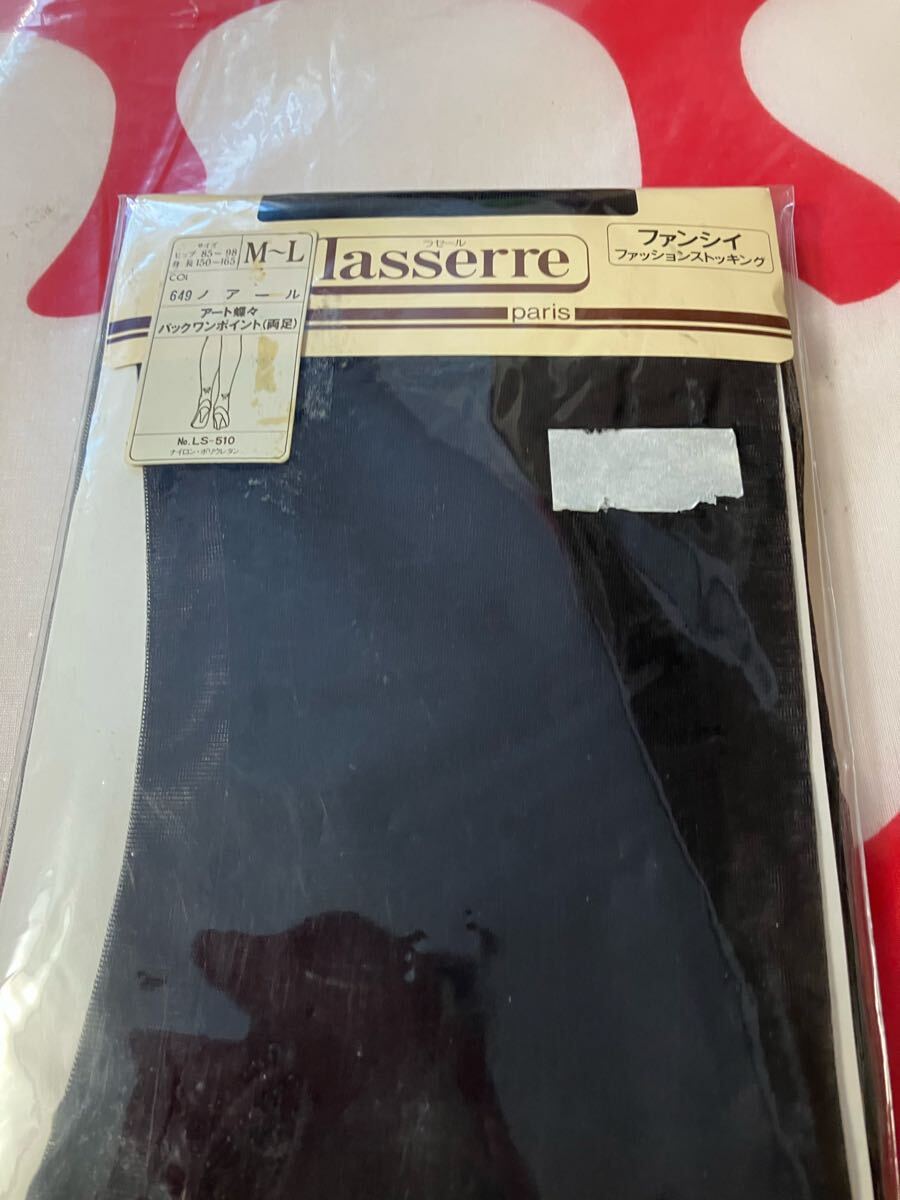 サイズ
ヒップ 85～98
身長 150～165
M～L
COL
649 ノアール
アート蝶々
バックワンポイント(両足)
No. LS-510
ナイロン・ポリウレタン
ラセール
lasserre
paris
ファンシイ
ファッションストッキング